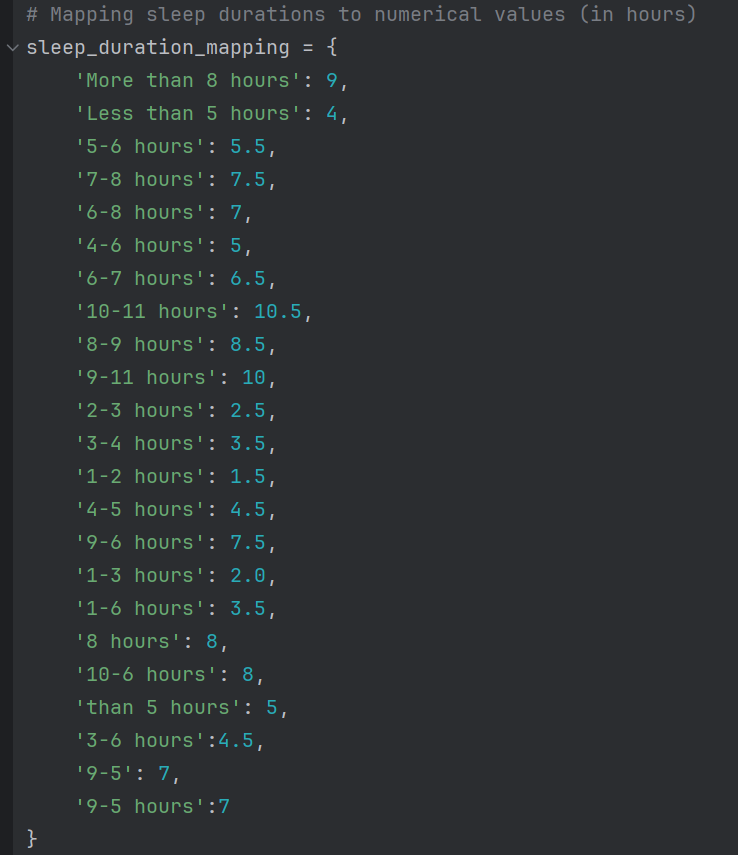 # Mapping sleep durations to numerical values (in hours)
sleep_duration_mapping = {
    'More than 8 hours': 9,
    'Less than 5 hours': 4,
    '5-6 hours': 5.5,
    '7-8 hours': 7.5,
    '6-8 hours': 7,
    '4-6 hours': 5,
    '6-7 hours': 6.5,
    '10-11 hours': 10.5,
    '8-9 hours': 8.5,
    '9-11 hours': 10,
    '2-3 hours': 2.5,
    '3-4 hours': 3.5,
    '1-2 hours': 1.5,
    '4-5 hours': 4.5,
    '9-6 hours': 7.5,
    '1-3 hours': 2.0,
    '1-6 hours': 3.5,
    '8 hours': 8,
    '10-6 hours': 8,
    'than 5 hours': 5,
    '3-6 hours':4.5,
    '9-5': 7,
    '9-5 hours':7
}